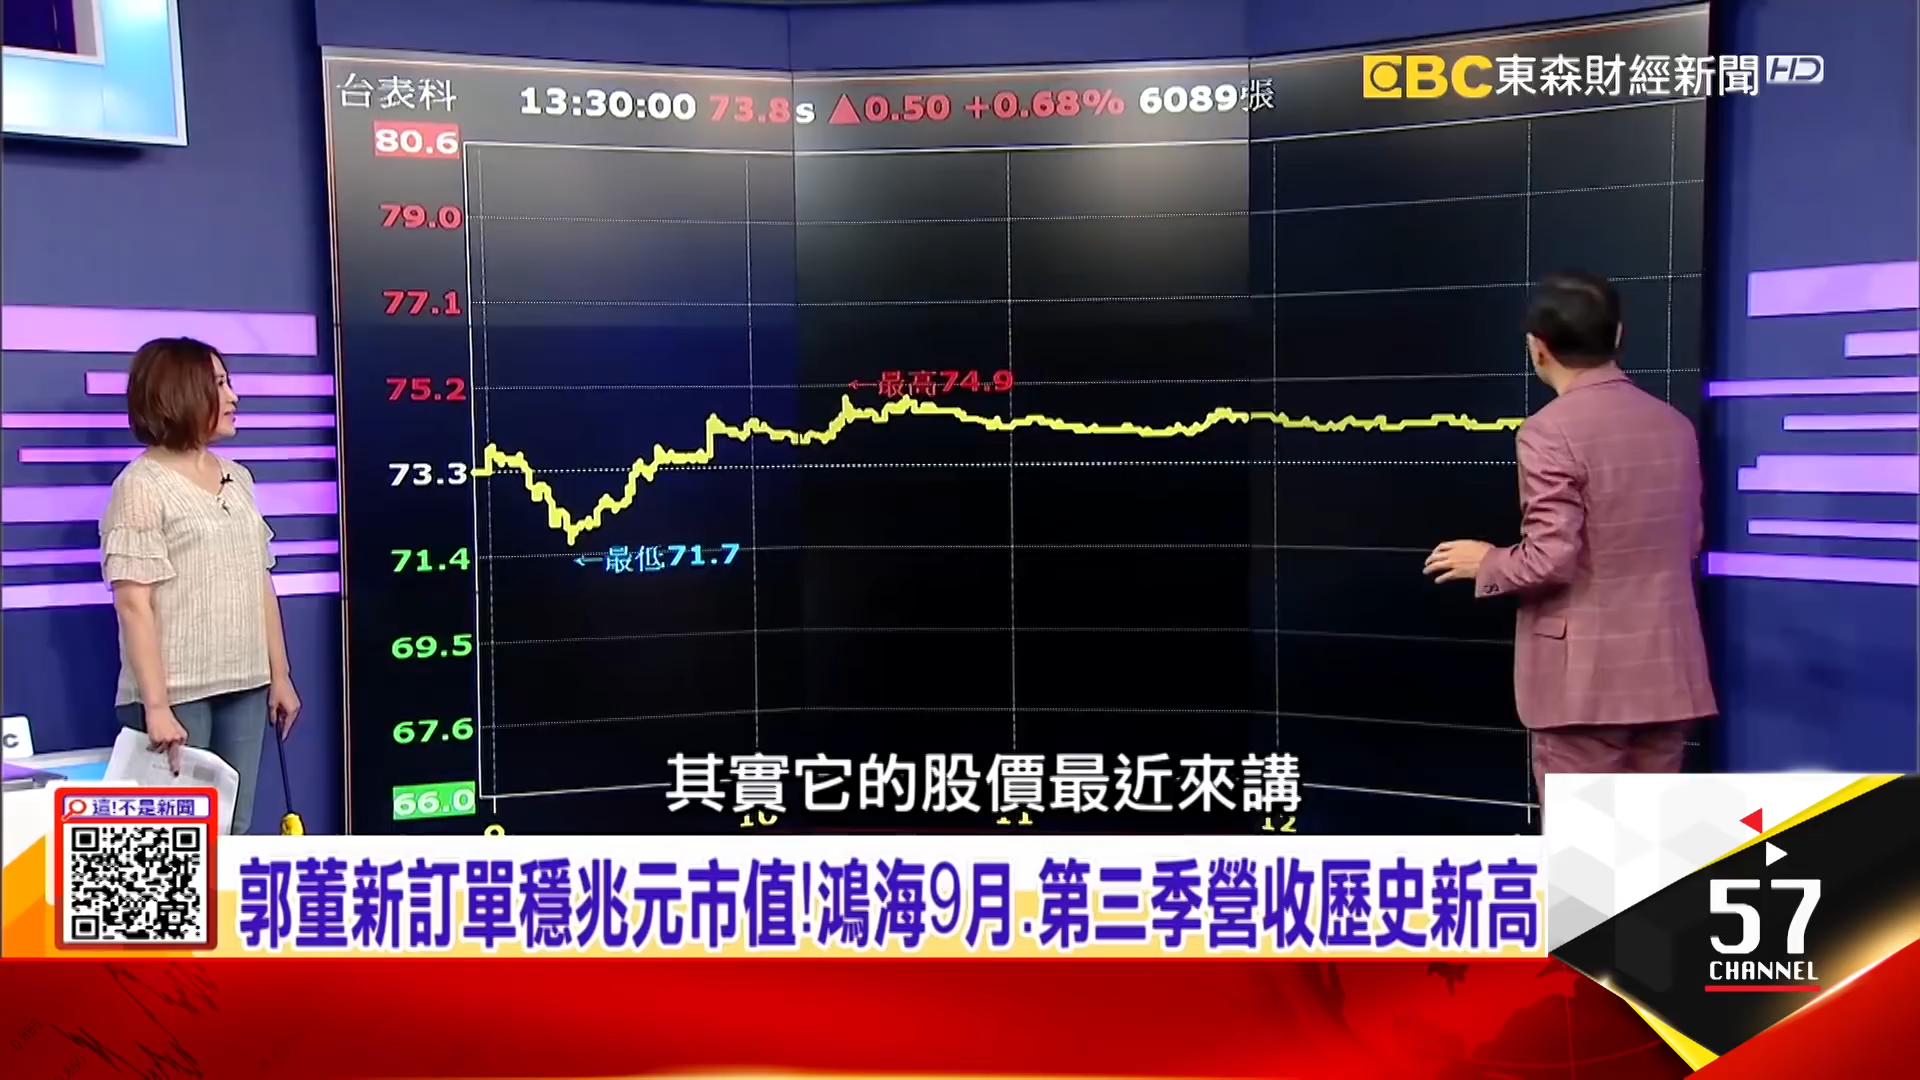 EBC東森財經新聞HD
台表科 13:30:00 73.8s ▲0.50 +0.68% 6089張
80.6
79.0
77.1
75.2
←最高74.9
73.3
71.4
←最低71.7
69.5
67.6
66.0
9 10 11 12
其實它的股價最近來講
這!不是新聞
郭董新訂單穩兆元市值!鴻海9月.第三季營收歷史新高
57
CHANNEL